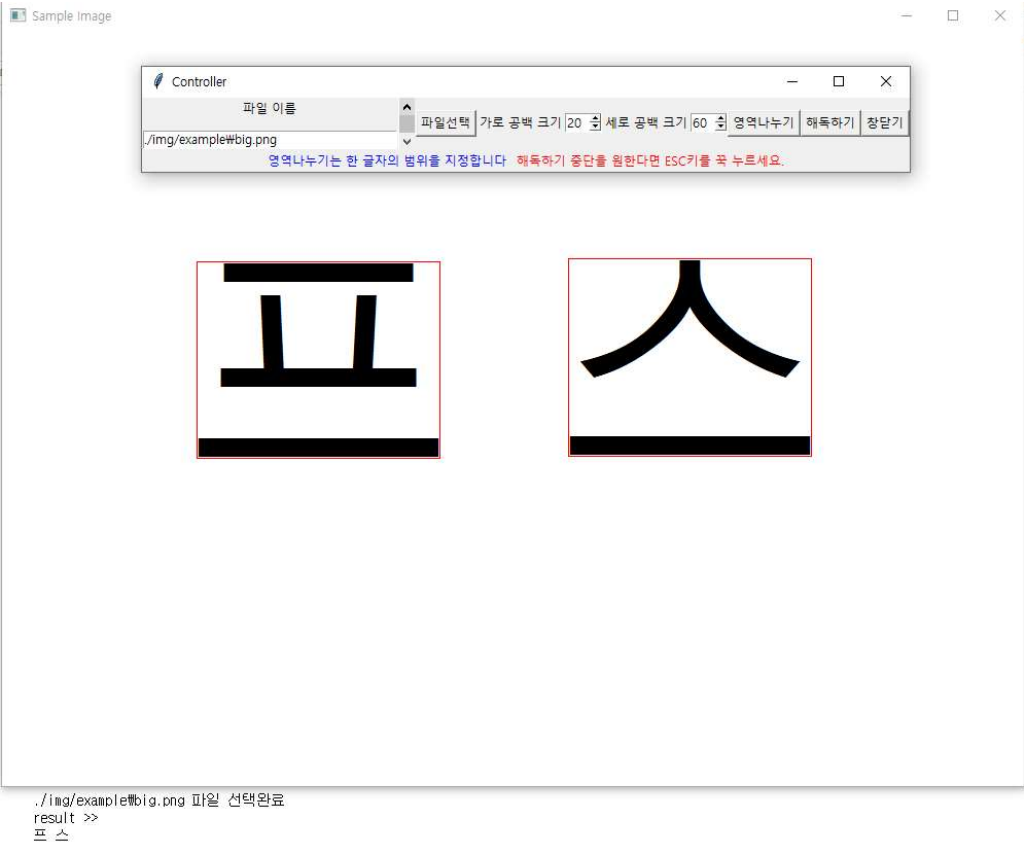 Sample Image
Controller
파일 이름
./img/example₩big.png
파일선택 가로 공백 크기 20 세로 공백 크기 60 영역나누기 해독하기 창닫기
영역나누기는 한 글자의 범위를 지정합니다 해독하기 중단을 원한다면 ESC키를 꾹 누르세요.
프 스
./img/example₩big.png 파일 선택완료
result >>
프 스